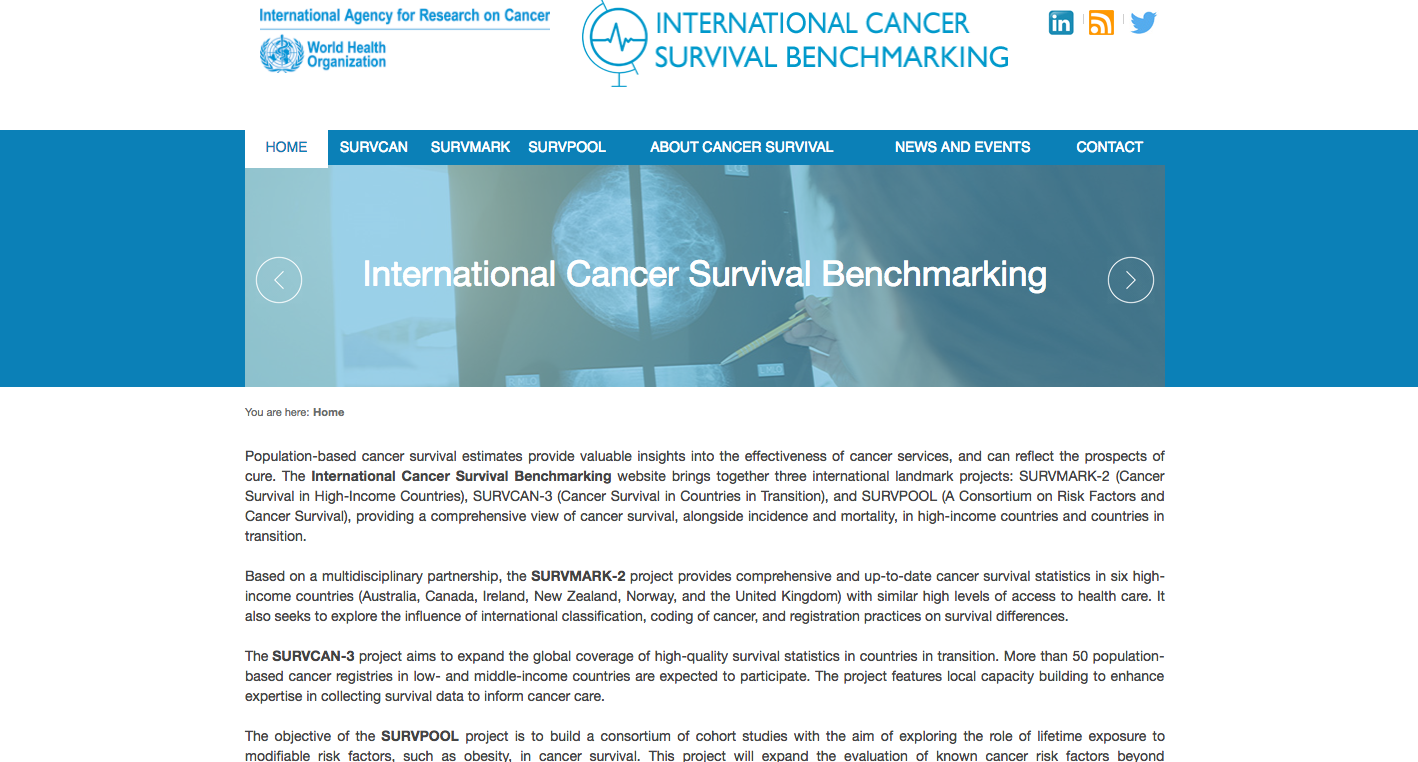 International Agency for Research on Cancer
World Health
Organization
INTERNATIONAL CANCER
SURVIVAL BENCHMARKING
in
HOME SURVCAN SURVMARK SURVPOOL ABOUT CANCER SURVIVAL NEWS AND EVENTS CONTACT
International Cancer Survival Benchmarking
You are here: Home
Population-based cancer survival estimates provide valuable insights into the effectiveness of cancer services, and can reflect the prospects of
cure. The International Cancer Survival Benchmarking website brings together three international landmark projects: SURVMARK-2 (Cancer
Survival in High-Income Countries), SURVCAN-3 (Cancer Survival in Countries in Transition), and SURVPOOL (A Consortium on Risk Factors and
Cancer Survival), providing a comprehensive view of cancer survival, alongside incidence and mortality, in high-income countries and countries in
transition.
Based on a multidisciplinary partnership, the SURVMARK-2 project provides comprehensive and up-to-date cancer survival statistics in six high-
income countries (Australia, Canada, Ireland, New Zealand, Norway, and the United Kingdom) with similar high levels of access to health care. It
also seeks to explore the influence of international classification, coding of cancer, and registration practices on survival differences.
The SURVCAN-3 project aims to expand the global coverage of high-quality survival statistics in countries in transition. More than 50 population-
based cancer registries in low- and middle-income countries are expected to participate. The project features local capacity building to enhance
expertise in collecting survival data to inform cancer care.
The objective of the SURVPOOL project is to build a consortium of cohort studies with the aim of exploring the role of lifetime exposure to
modifiable risk factors, such as obesity, in cancer survival. This project will expand the evaluation of known cancer risk factors beyond